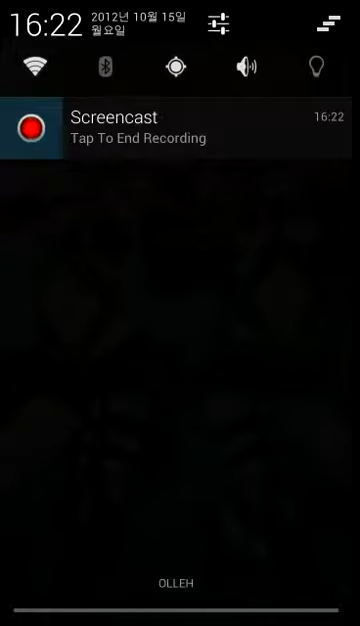 16:22
2012년 10월 15일
월요일
Screencast
16:22
Tap To End Recording
OLLEH